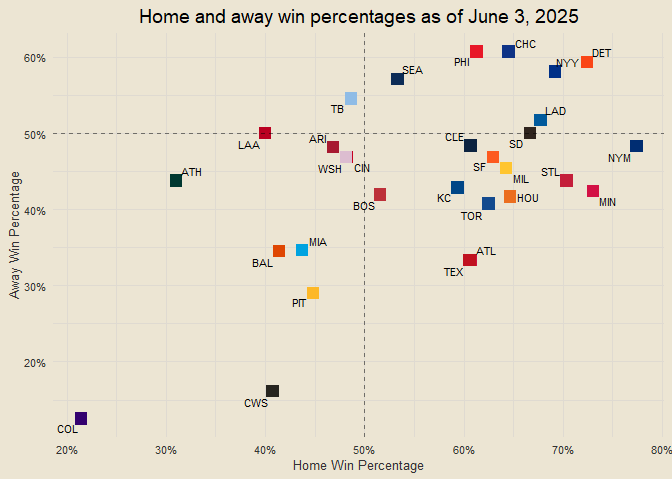 Home and away win percentages as of June 3, 2025
Away Win Percentage
60%
50%
40%
30%
20%
CHC
PHI
DET
NYY
SEA
TB
LAD
LAA
ARI
CLE
SD
NYM
WSH
CIN
SF
MIL
STL
ATH
BOS
KC
HOU
MIN
TOR
MIA
BAL
ATL
TEX
PIT
CWS
COL
20%
30%
40%
50%
60%
70%
80%
Home Win Percentage